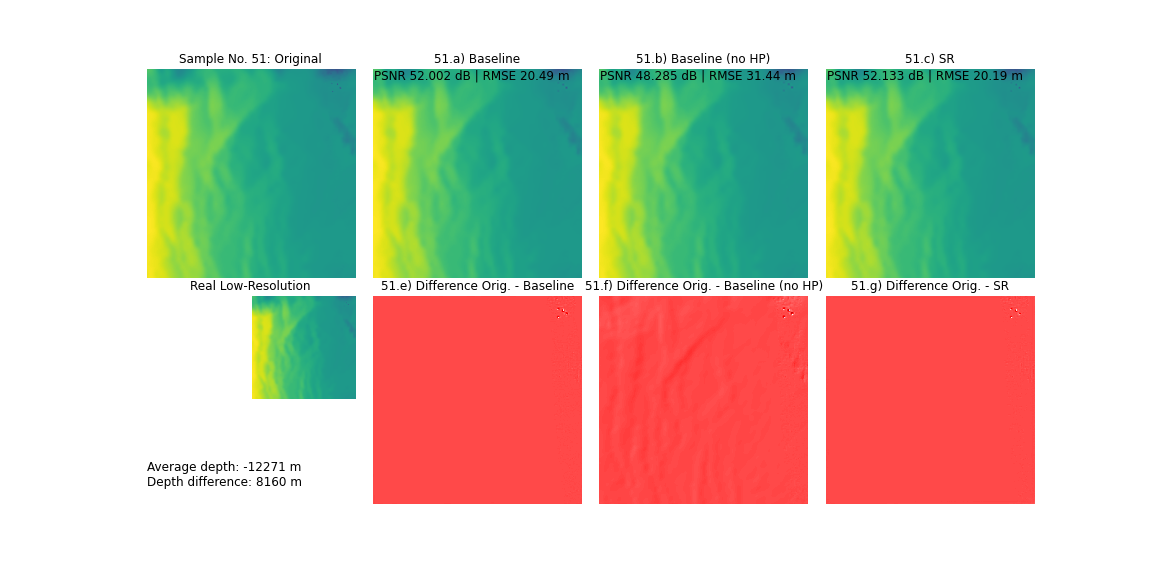 Sample No. 51: Original
51.a) Baseline
51.b) Baseline (no HP)
51.c) SR
PSNR 52.002 dB | RMSE 20.49 m
PSNR 48.285 dB | RMSE 31.44 m
PSNR 52.133 dB | RMSE 20.19 m
Real Low-Resolution
51.e) Difference Orig. - Baseline
51.f) Difference Orig. - Baseline (no HP)
51.g) Difference Orig. - SR
Average depth: -12271 m
Depth difference: 8160 m